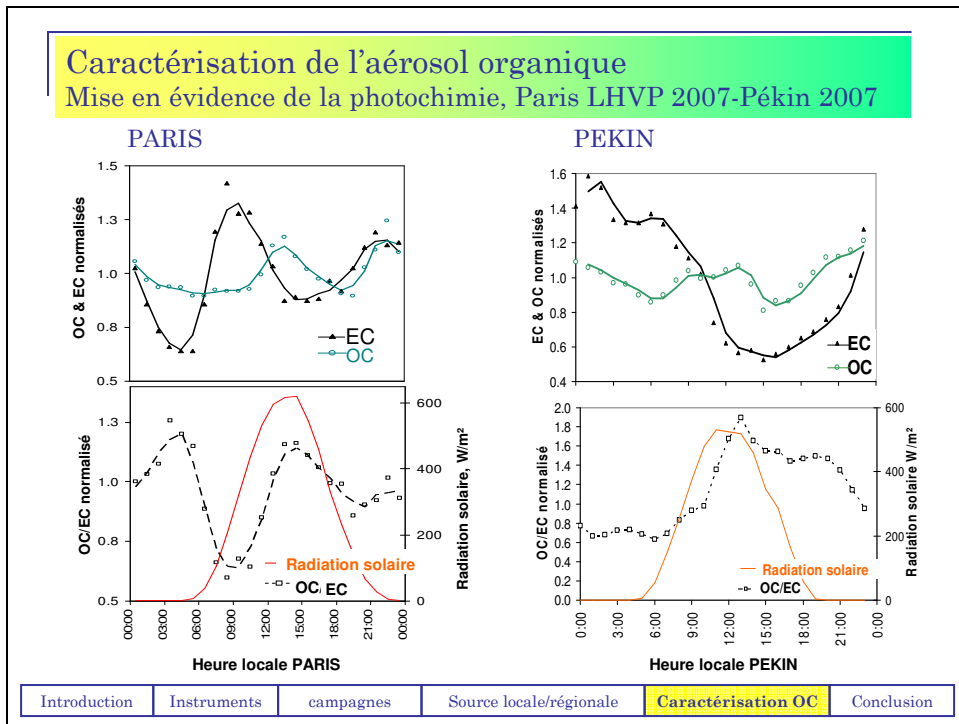 Caractérisation de l'aérosol organique
Mise en évidence de la photochimie, Paris LHVP 2007-Pékin 2007
PARIS
PEKIN
OC & EC normalisés
1.5
1.3
1.0
0.8
0.5
EC
OC
EC & OC normalisés
1.6
1.4
1.2
1.0
0.8
0.6
0.4
EC
OC
OC/EC normalisé
1.3
1.0
0.8
0.5
Radiation solaire
OC/EC
600
400
200
0
Radiation solaire, W/m²
00:00
03:00
06:00
09:00
12:00
15:00
18:00
21:00
00:00
Heure locale PARIS
OC/EC normalisé
2.0
1.8
1.6
1.4
1.2
1.0
0.8
0.6
0.4
0.2
0.0
Radiation solaire
OC/EC
600
400
200
0
Radiation solaire W/m²
0:00
3:00
6:00
9:00
12:00
15:00
18:00
21:00
0:00
Heure locale PEKIN
Introduction
Instruments
campagnes
Source locale/régionale
Caractérisation OC
Conclusion